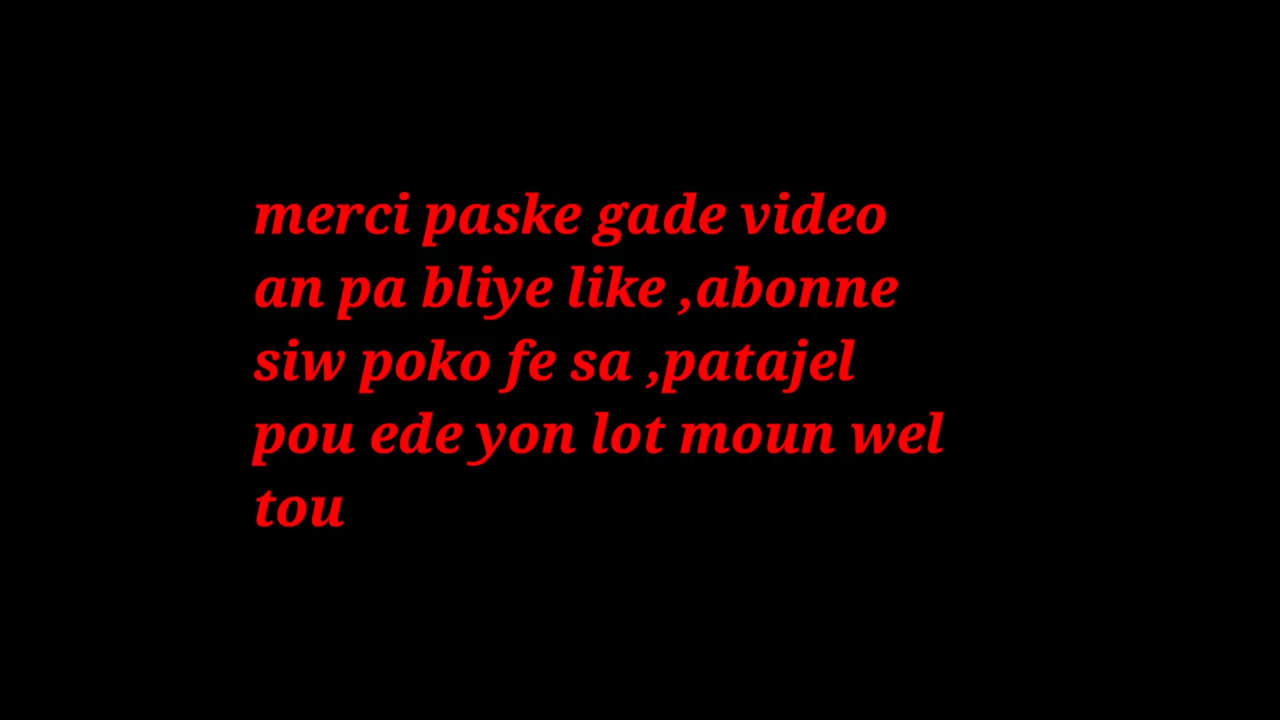 merci paske gade video
an pa bliye like ,abonne
siw poko fe sa ,patajel
pou ede yon lot moun wel
tou